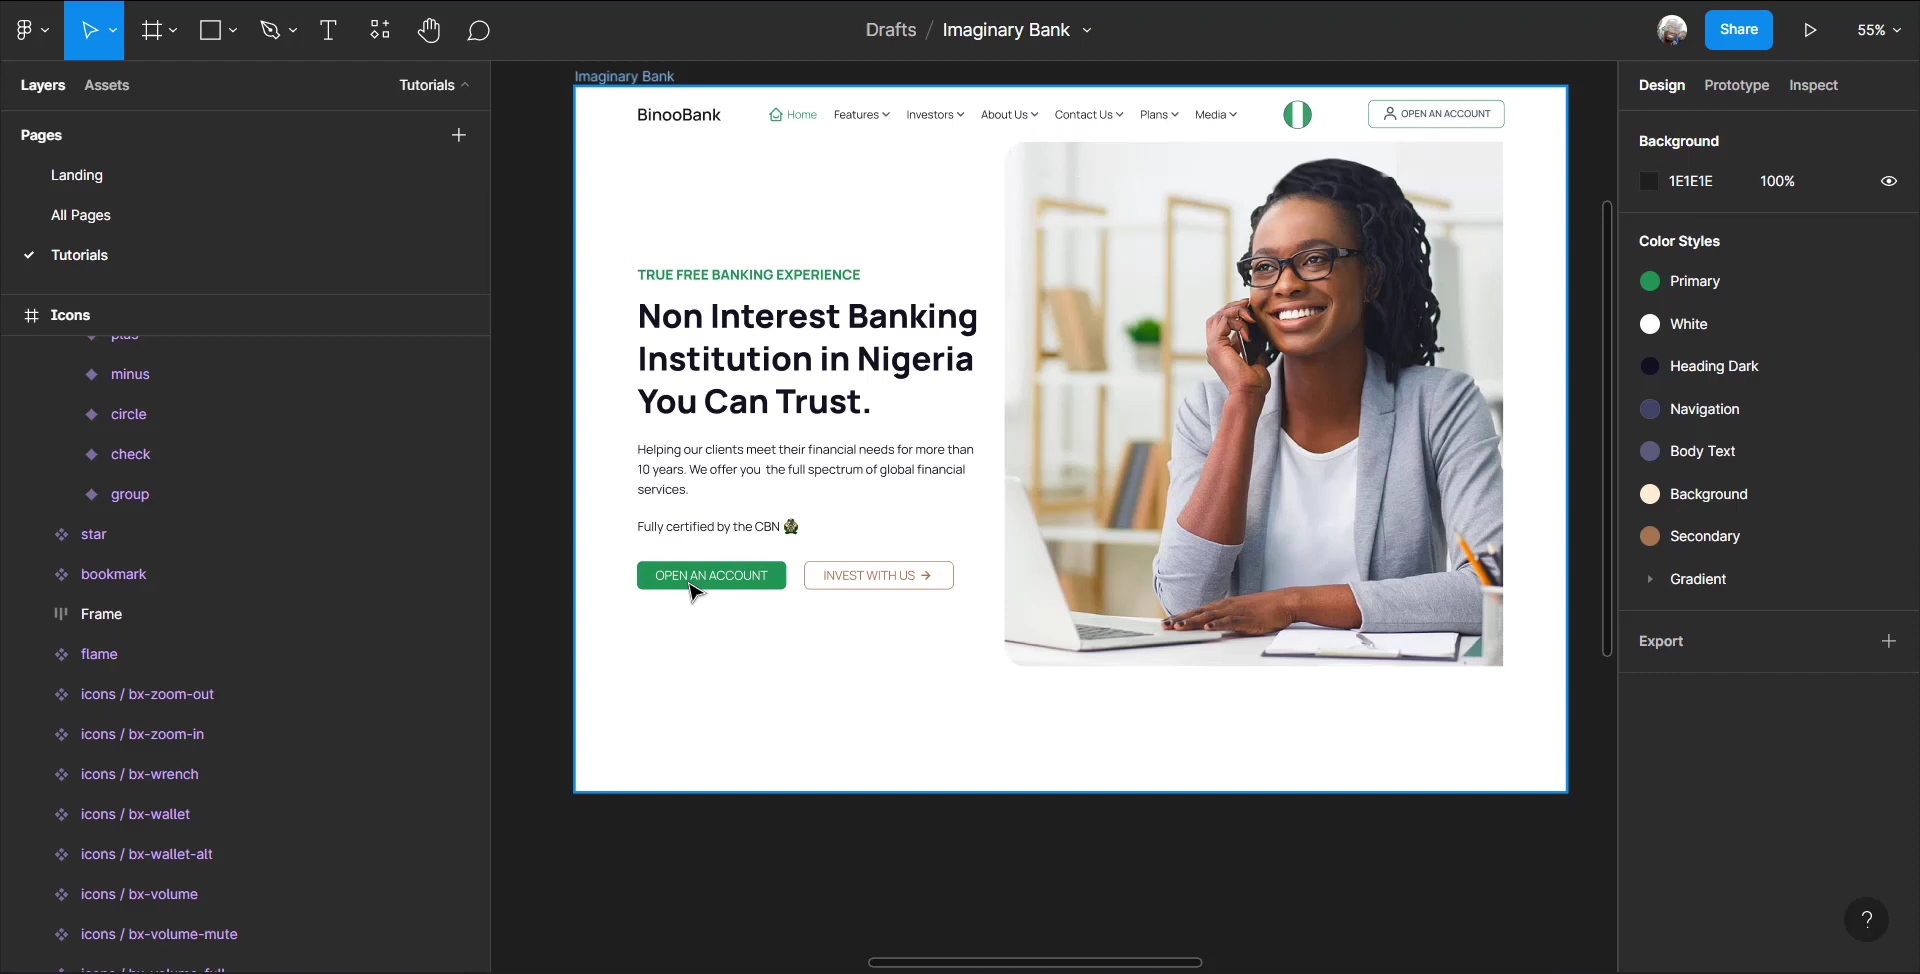 Drafts / Imaginary Bank
Share
55%
Layers
Assets
Tutorials
Pages
Landing
All Pages
Tutorials
Icons
plus
minus
circle
check
group
star
bookmark
Frame
flame
icons / bx-zoom-out
icons / bx-zoom-in
icons / bx-wrench
icons / bx-wallet
icons / bx-wallet-alt
icons / bx-volume
icons / bx-volume-mute
Imaginary Bank
BinooBank
Home
Features
Investors
About Us
Contact Us
Plans
Media
OPEN AN ACCOUNT
TRUE FREE BANKING EXPERIENCE
Non Interest Banking
Institution in Nigeria
You Can Trust.
Helping our clients meet their financial needs for more than
10 years. We offer you the full spectrum of global financial
services.
Fully certified by the CBN
OPEN AN ACCOUNT
INVEST WITH US
Design
Prototype
Inspect
Background
1E1E1E
100%
Color Styles
Primary
White
Heading Dark
Navigation
Body Text
Background
Secondary
Gradient
Export
?